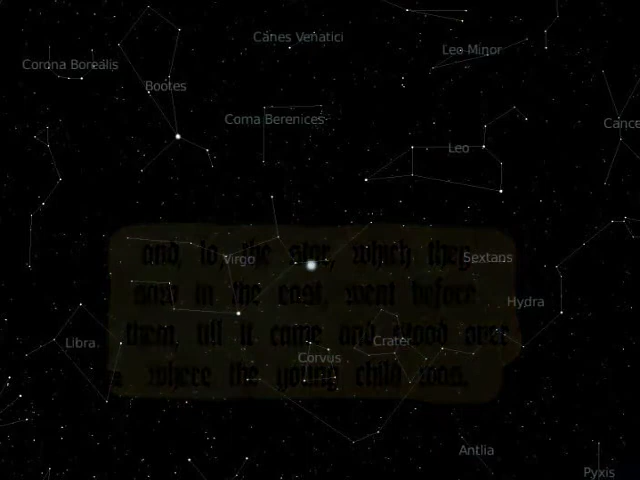 Canes Venatici
Leo Minor
Corona Borealis
Bootes
Coma Berenices
Cance
Leo
and, lo, the star, which they
Virgo
Sextans
saw in the east, went before
Hydra
them, till it came and stood over
Libra
Crater
Corvus
where the young child was.
Antlia
Pyxis